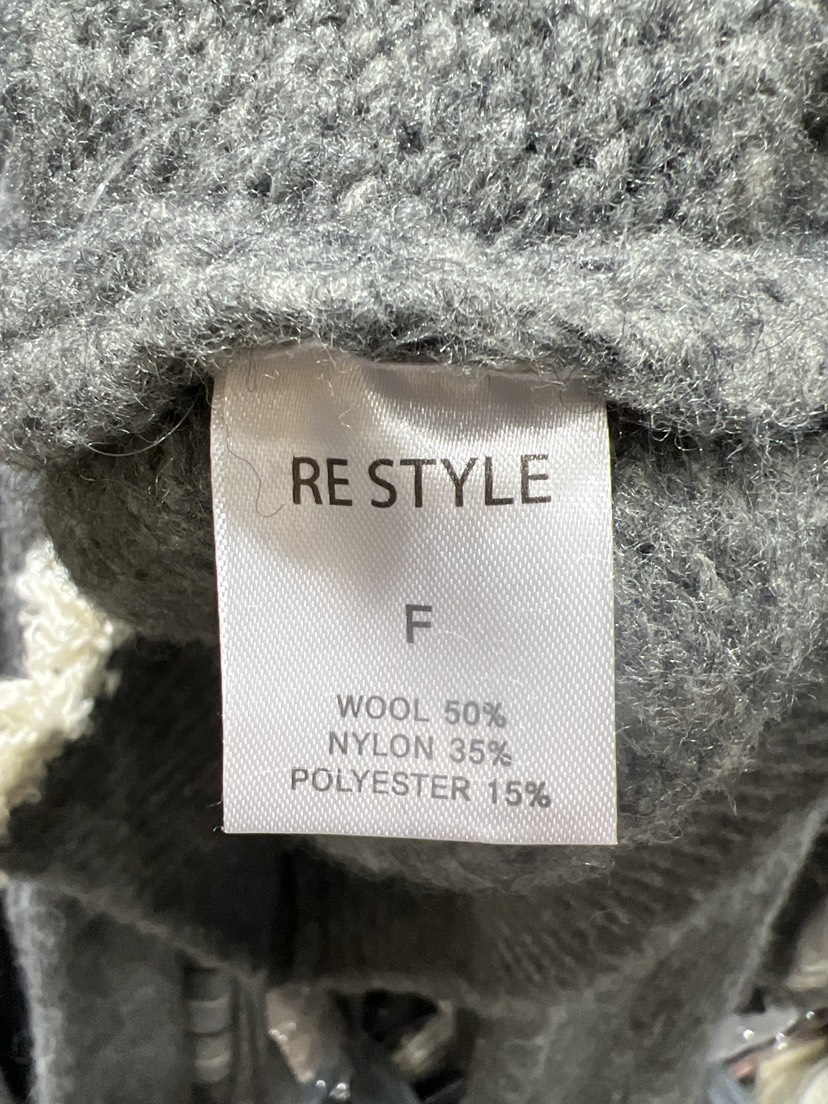 RE STYLE
F
WOOL 50%
NYLON 35%
POLYESTER 15%